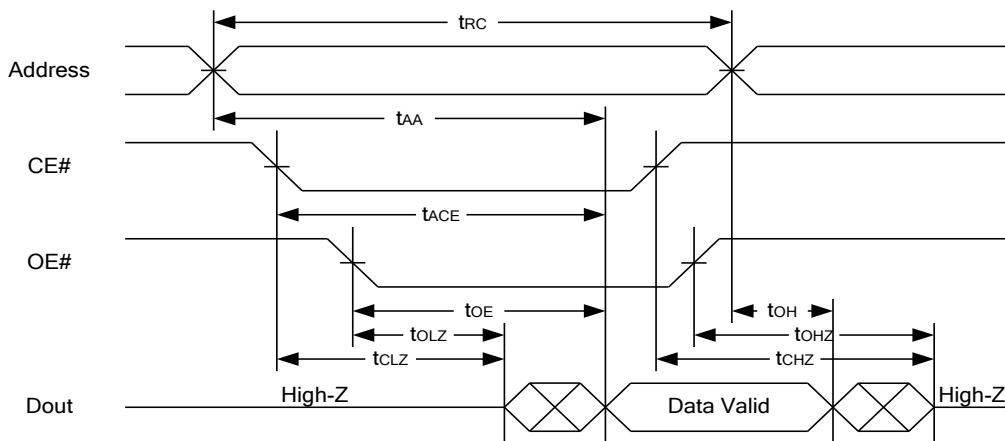 tRC
Address
tAA
CE#
tACE
OE#
tOE
tOH
tOLZ
tOHZ
tCLZ
tCHZ
High-Z
Data Valid
High-Z
Dout